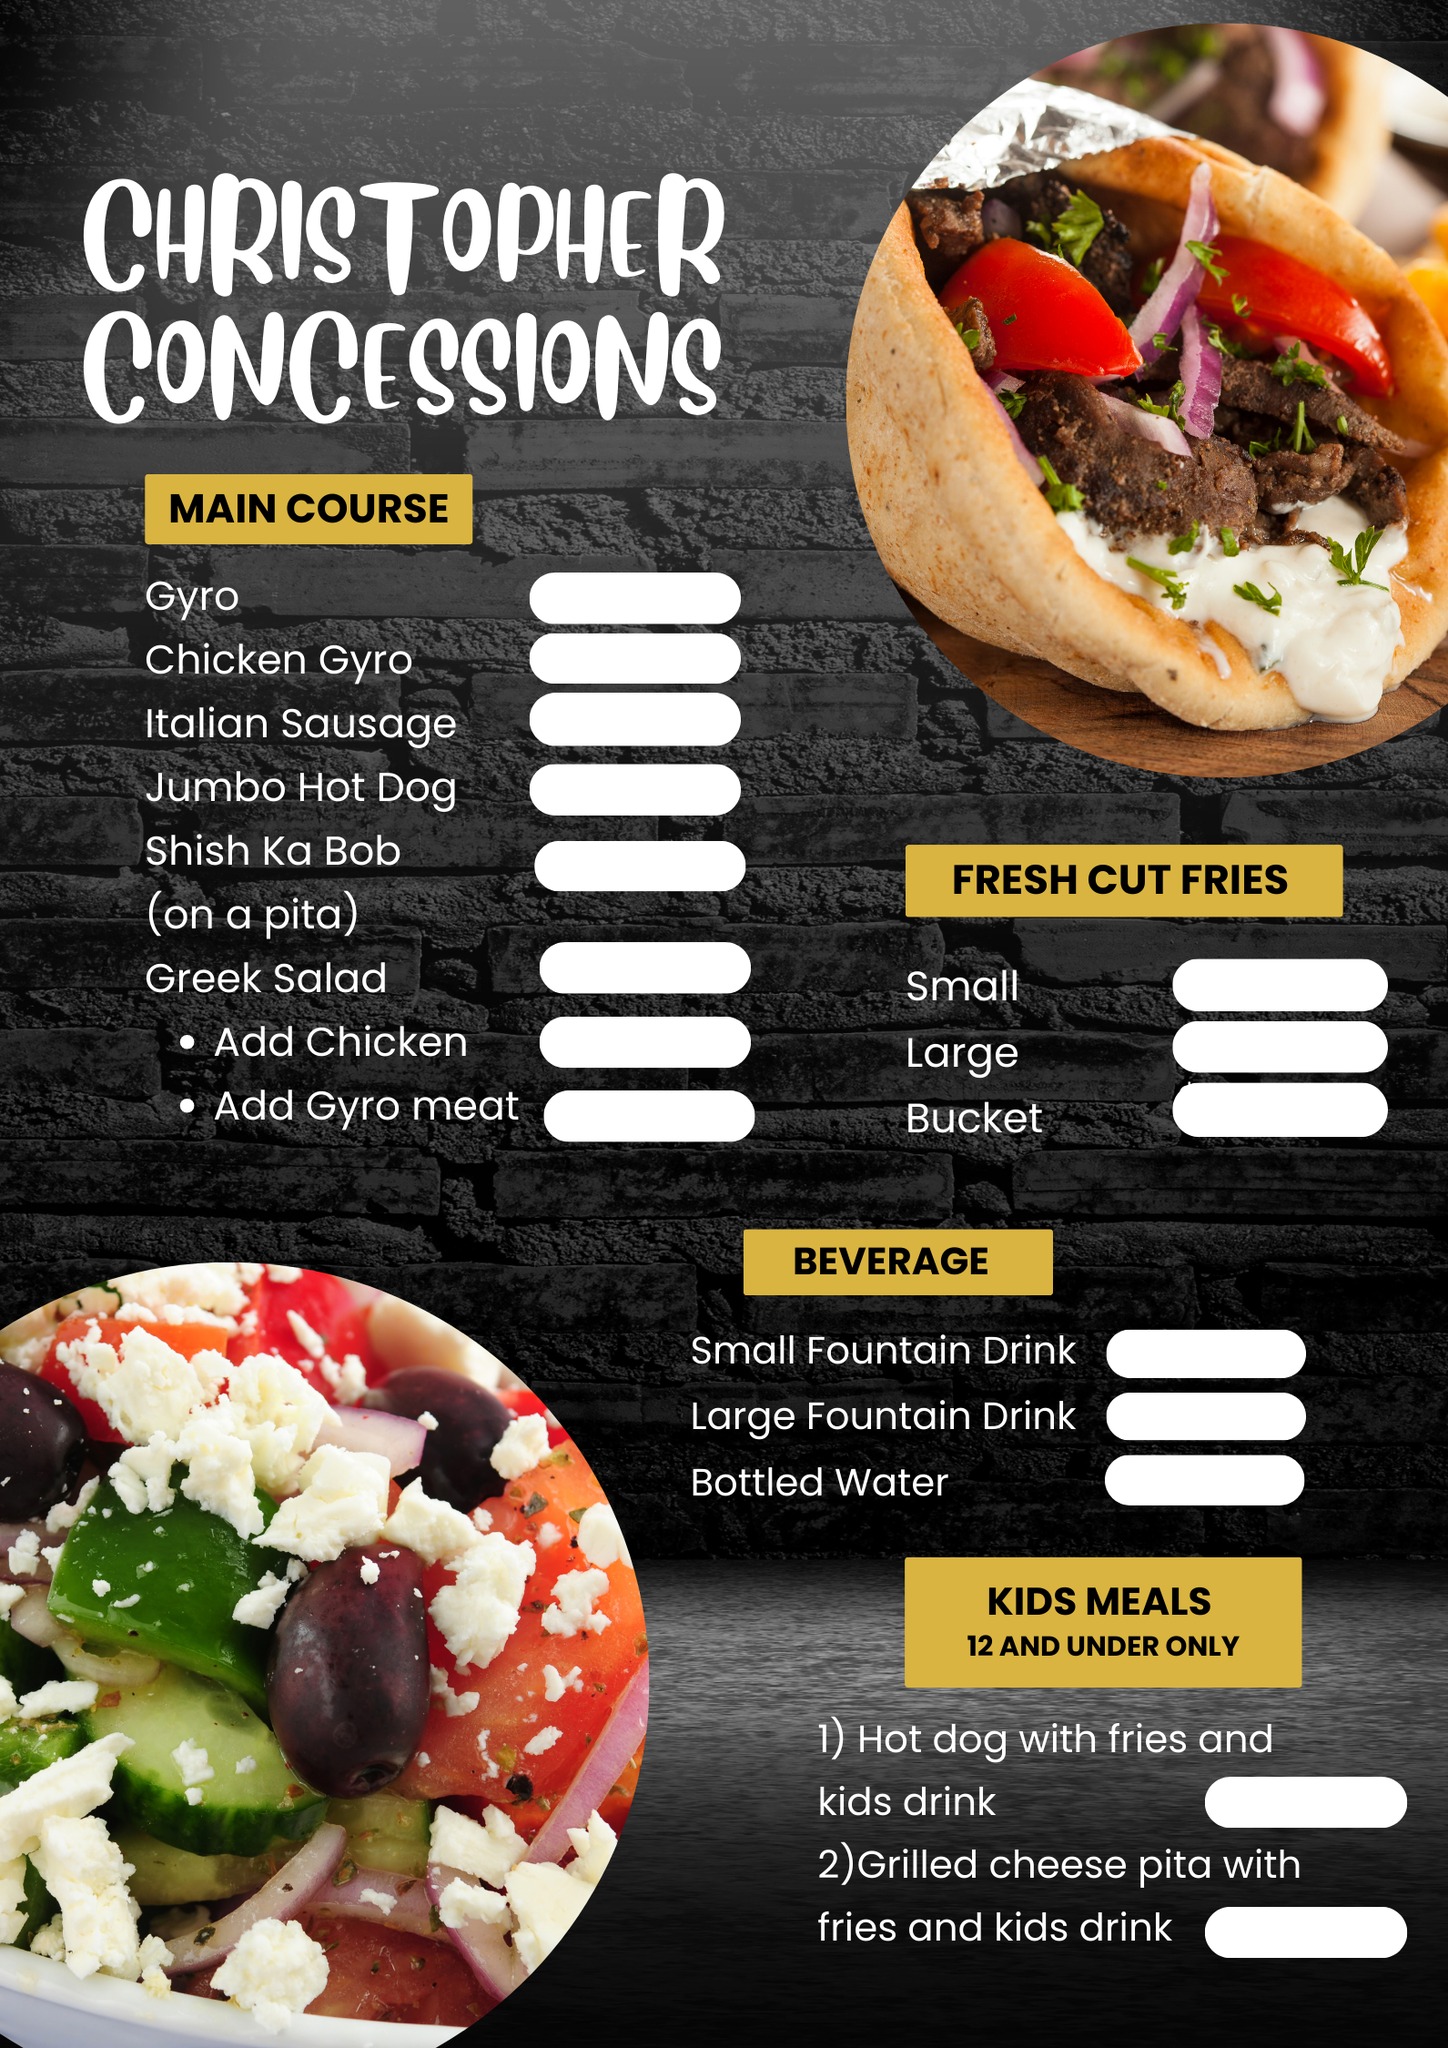 CHRISTOPHER
CONCESSIONS
MAIN COURSE
Gyro
Chicken Gyro
Italian Sausage
Jumbo Hot Dog
Shish Ka Bob
(on a pita)
Greek Salad
• Add Chicken
• Add Gyro meat
FRESH CUT FRIES
Small
Large
Bucket
BEVERAGE
Small Fountain Drink
Large Fountain Drink
Bottled Water
KIDS MEALS
12 AND UNDER ONLY
1) Hot dog with fries and
kids drink
2)Grilled cheese pita with
fries and kids drink